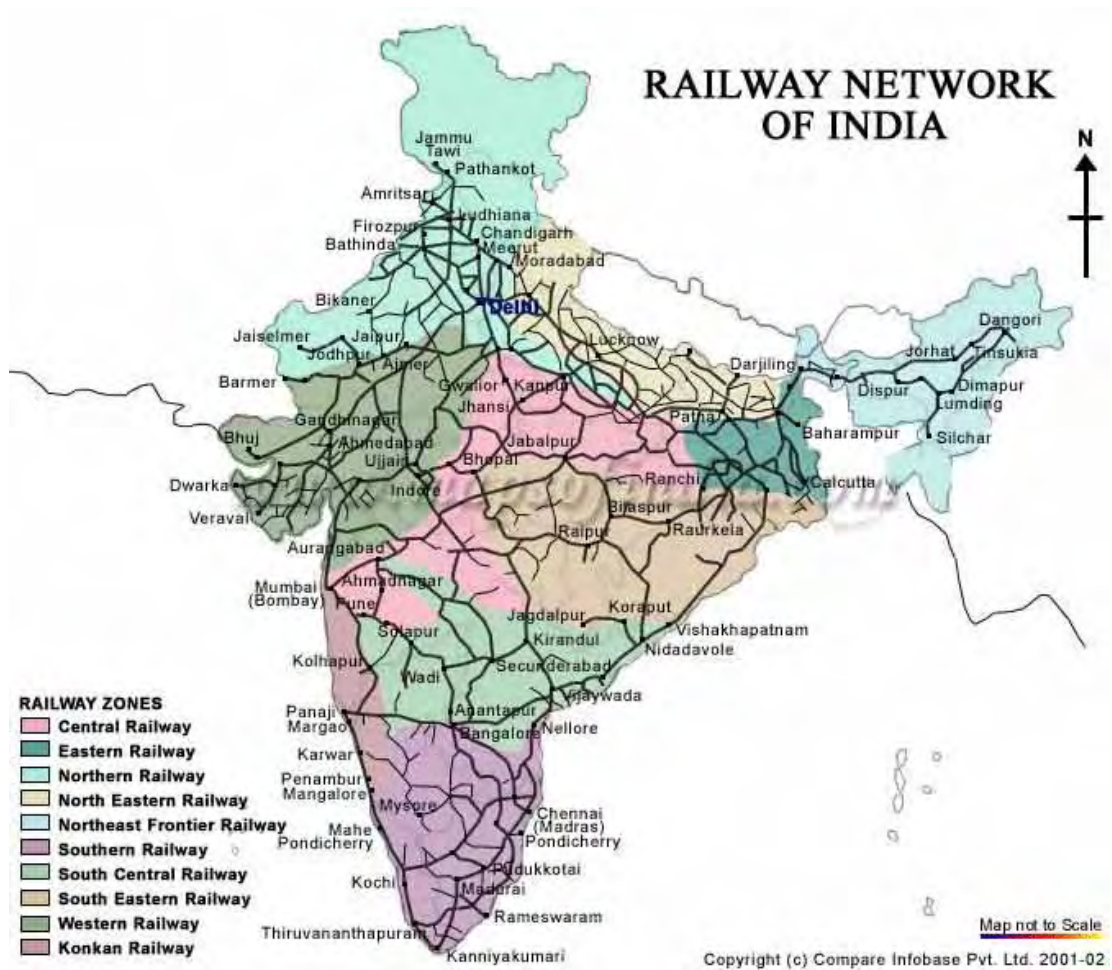 RAILWAY NETWORK
OF INDIA
N
Jammu
Tawi
Pathankot
Amritsar
Ludhiana
Firozpur
Chandigarh
Bathinda
Meerut
Moradabad
Bikaner
Delhi
Jaiselmer
Jaipur
Lucknow
Dangori
Jodhpur
Ajmer
Darjiling
Jorhat
Tinsukia
Barmer
Gwalior
Kanpur
Dispur
Dimapur
Jhansi
Lumding
Gandhinagar
Patna
Bhuj
Ahmedabad
Jabalpur
Baharampur
Silchar
Ujjain
Bhopal
Dwarka
Indore
Ranchi
Calcutta
Veraval
Bilaspur
Raipur
Raurkela
Aurangabad
Mumbai
(Bombay)
Ahmadnagar
Pune
Jagdalpur
Koraput
Solapur
Vishakhapatnam
Kirandul
Nidadavole
Kolhapur
Wadi
Secunderabad
Vijaywada
RAILWAY ZONES
Central Railway
Eastern Railway
Northern Railway
North Eastern Railway
Northeast Frontier Railway
Southern Railway
South Central Railway
South Eastern Railway
Western Railway
Konkan Railway
Panaji
Margao
Anantapur
Bangalore
Nellore
Karwar
Penambur
Mangalore
Mysore
Chennai
(Madras)
Mahe
Pondicherry
Pondicherry
Pudukkotai
Kochi
Madurai
Rameswaram
Thiruvananthapuram
Kanniyakumari
Map not to Scale
Copyright (c) Compare Infobase Pvt. Ltd. 2001-02